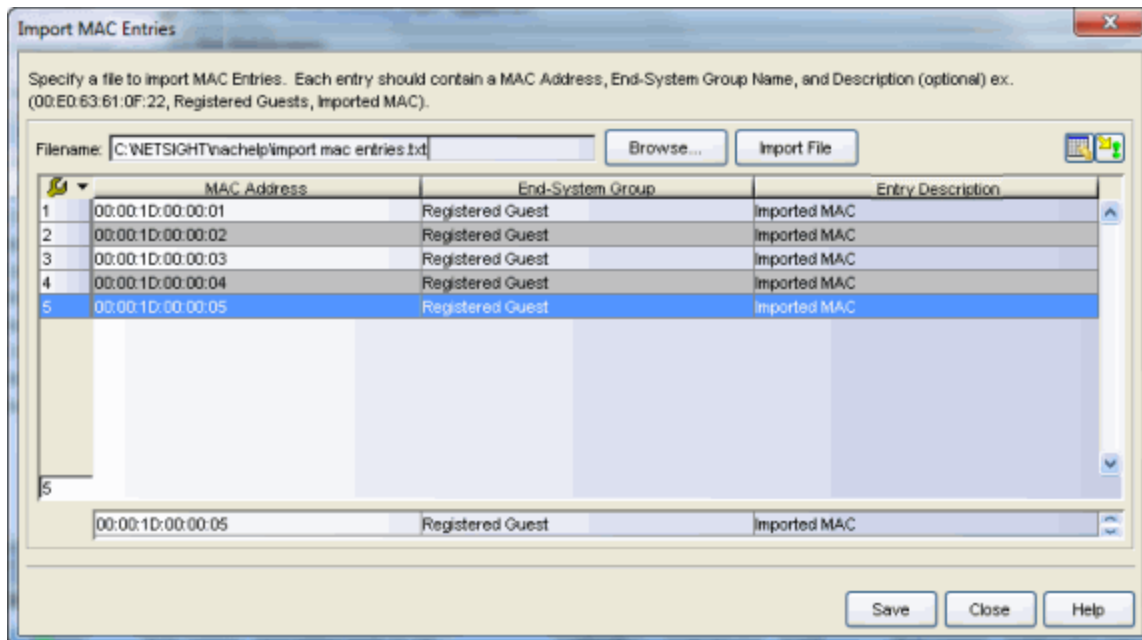 Import MAC Entries
Specify a file to import MAC Entries. Each entry should contain a MAC Address, End-System Group Name, and Description (optional) ex.
(00:E0:63:61:0F:22, Registered Guests, Imported MAC).
Filename: C:\NETSIGHT\nachelp\import mac entries.txt Browse... Import File
MAC Address End-System Group Entry Description
1 00:00:1D:00:00:01 Registered Guest Imported MAC
2 00:00:1D:00:00:02 Registered Guest Imported MAC
3 00:00:1D:00:00:03 Registered Guest Imported MAC
4 00:00:1D:00:00:04 Registered Guest Imported MAC
5 00:00:1D:00:00:05 Registered Guest Imported MAC
5
00:00:1D:00:00:05 Registered Guest Imported MAC
Save Close Help